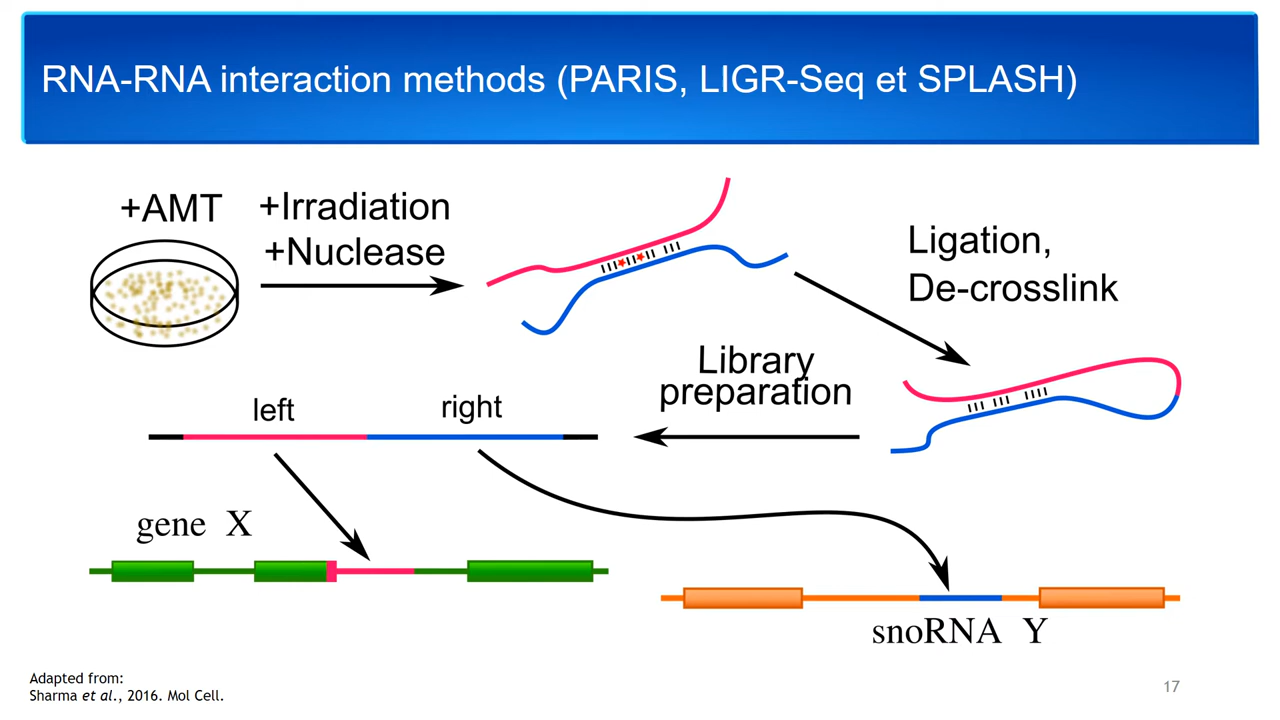 RNA-RNA interaction methods (PARIS, LIGR-Seq et SPLASH)
+AMT
+Irradiation
+Nuclease
Ligation,
De-crosslink
Library
preparation
left
right
gene X
snoRNA Y
Adapted from:
Sharma et al., 2016. Mol Cell.
17